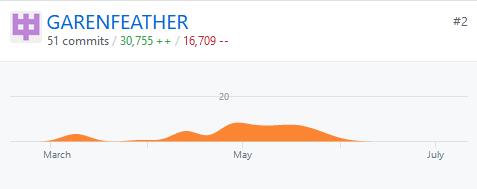 GARENFEATHER
#2
51 commits / 30,755 ++ / 16,709 --
20
March
May
July